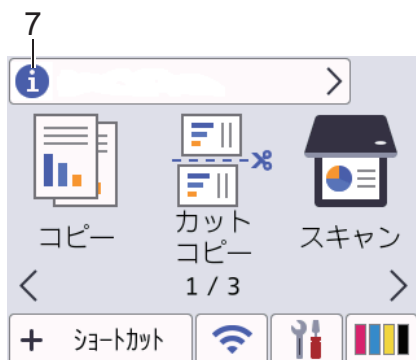 7
i
コピー
カット
コピー
スキャン
1 / 3
+ ショートカット